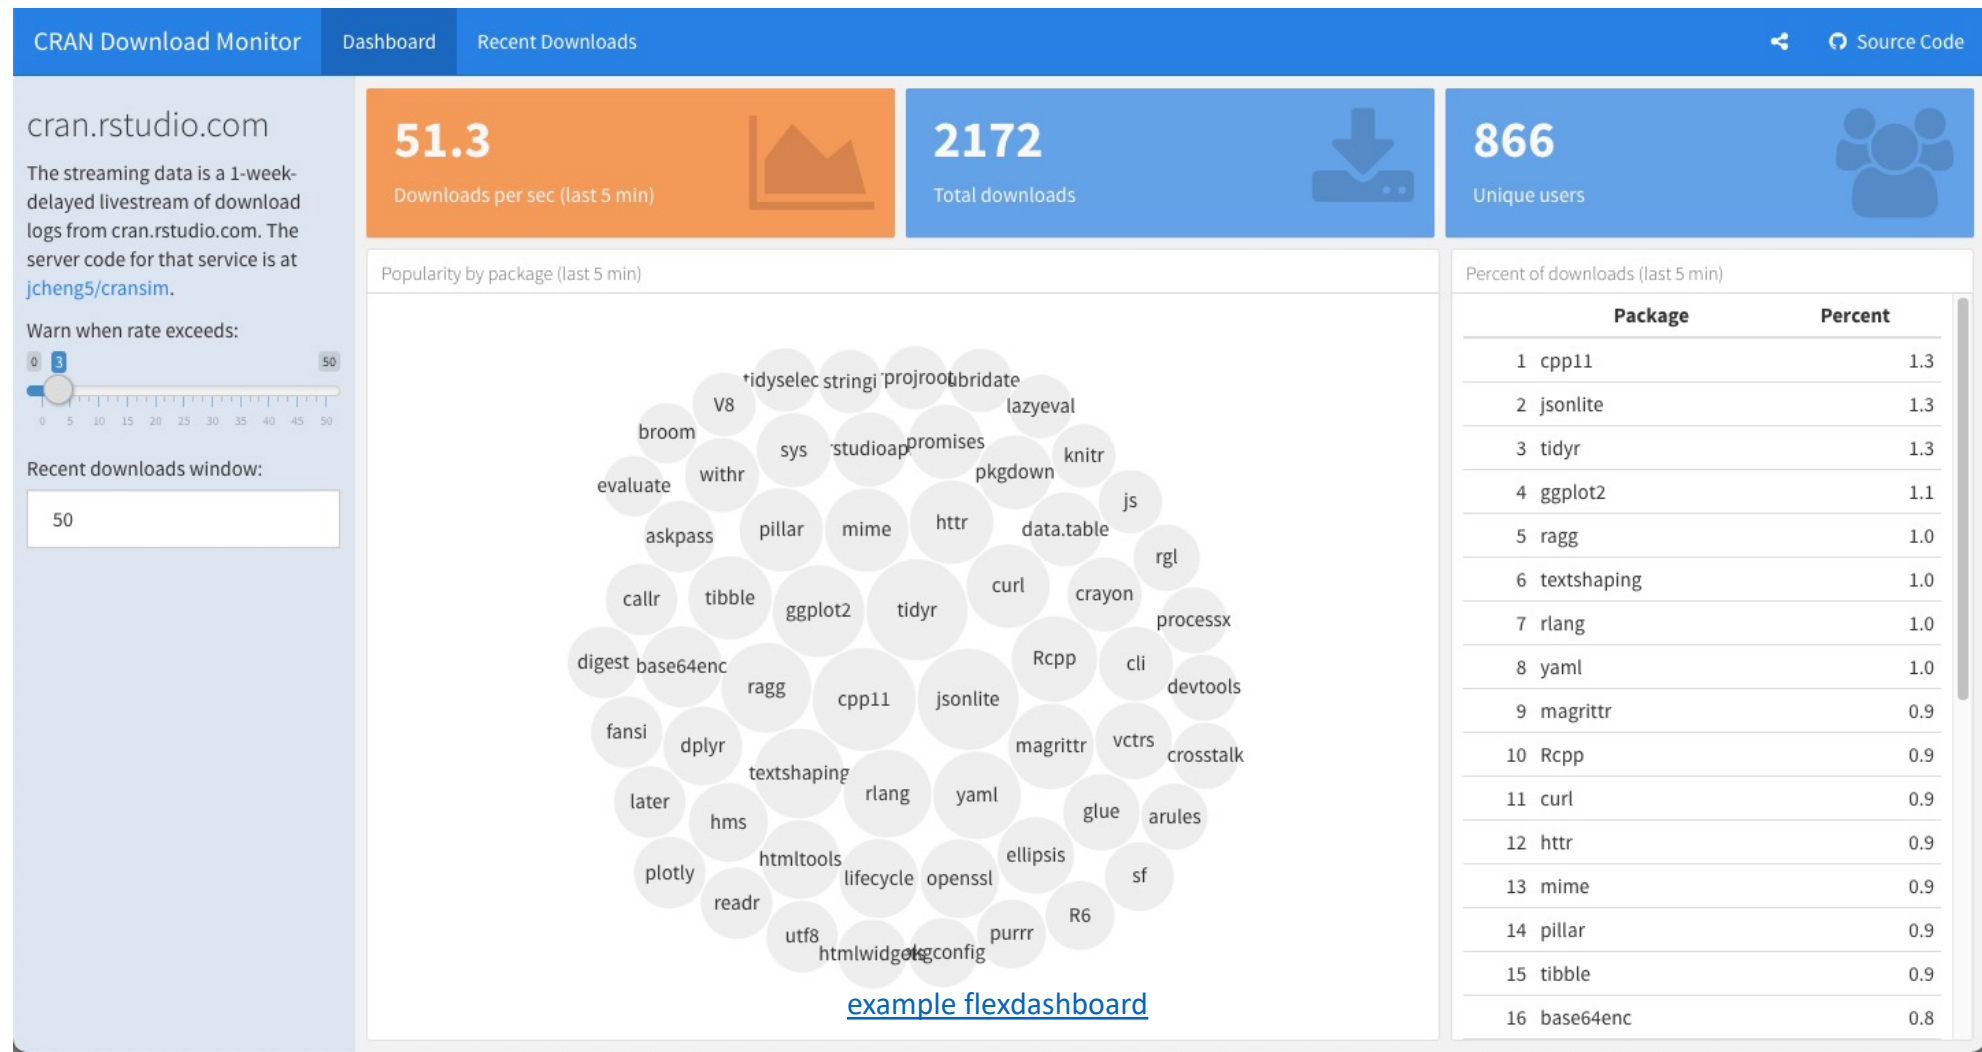 CRAN Download Monitor
Dashboard
Recent Downloads
Source Code
cran.rstudio.com
The streaming data is a 1-week-
delayed livestream of download
logs from cran.rstudio.com. The
server code for that service is at
jcheng5/cransim.
Warn when rate exceeds:
0 3 50
0 5 10 15 20 25 30 35 40 45 50
Recent downloads window:
50
51.3
Downloads per sec (last 5 min)
2172
Total downloads
866
Unique users
Popularity by package (last 5 min)
tidyselec
stringi
projroot
ubridate
V8
lazyeval
broom
sys
rstudioap
promises
knitr
withr
pkgdown
evaluate
js
pillar
mime
httr
data.table
askpass
rgl
curl
crayon
callr
tibble
ggplot2
tidyr
processx
digest
base64enc
Rcpp
cli
ragg
cpp11
jsonlite
devtools
fansi
dplyr
magrittr
vctrs
crosstalk
textshaping
rlang
yaml
later
hms
glue
arules
htmltools
ellipsis
plotly
lifecycle
openssl
sf
readr
R6
utf8
purrr
htmlwidgets
pkgconfig
example flexdashboard
Percent of downloads (last 5 min)
Package Percent
1 cpp11 1.3
2 jsonlite 1.3
3 tidyr 1.3
4 ggplot2 1.1
5 ragg 1.0
6 textshaping 1.0
7 rlang 1.0
8 yaml 1.0
9 magrittr 0.9
10 Rcpp 0.9
11 curl 0.9
12 httr 0.9
13 mime 0.9
14 pillar 0.9
15 tibble 0.9
16 base64enc 0.8